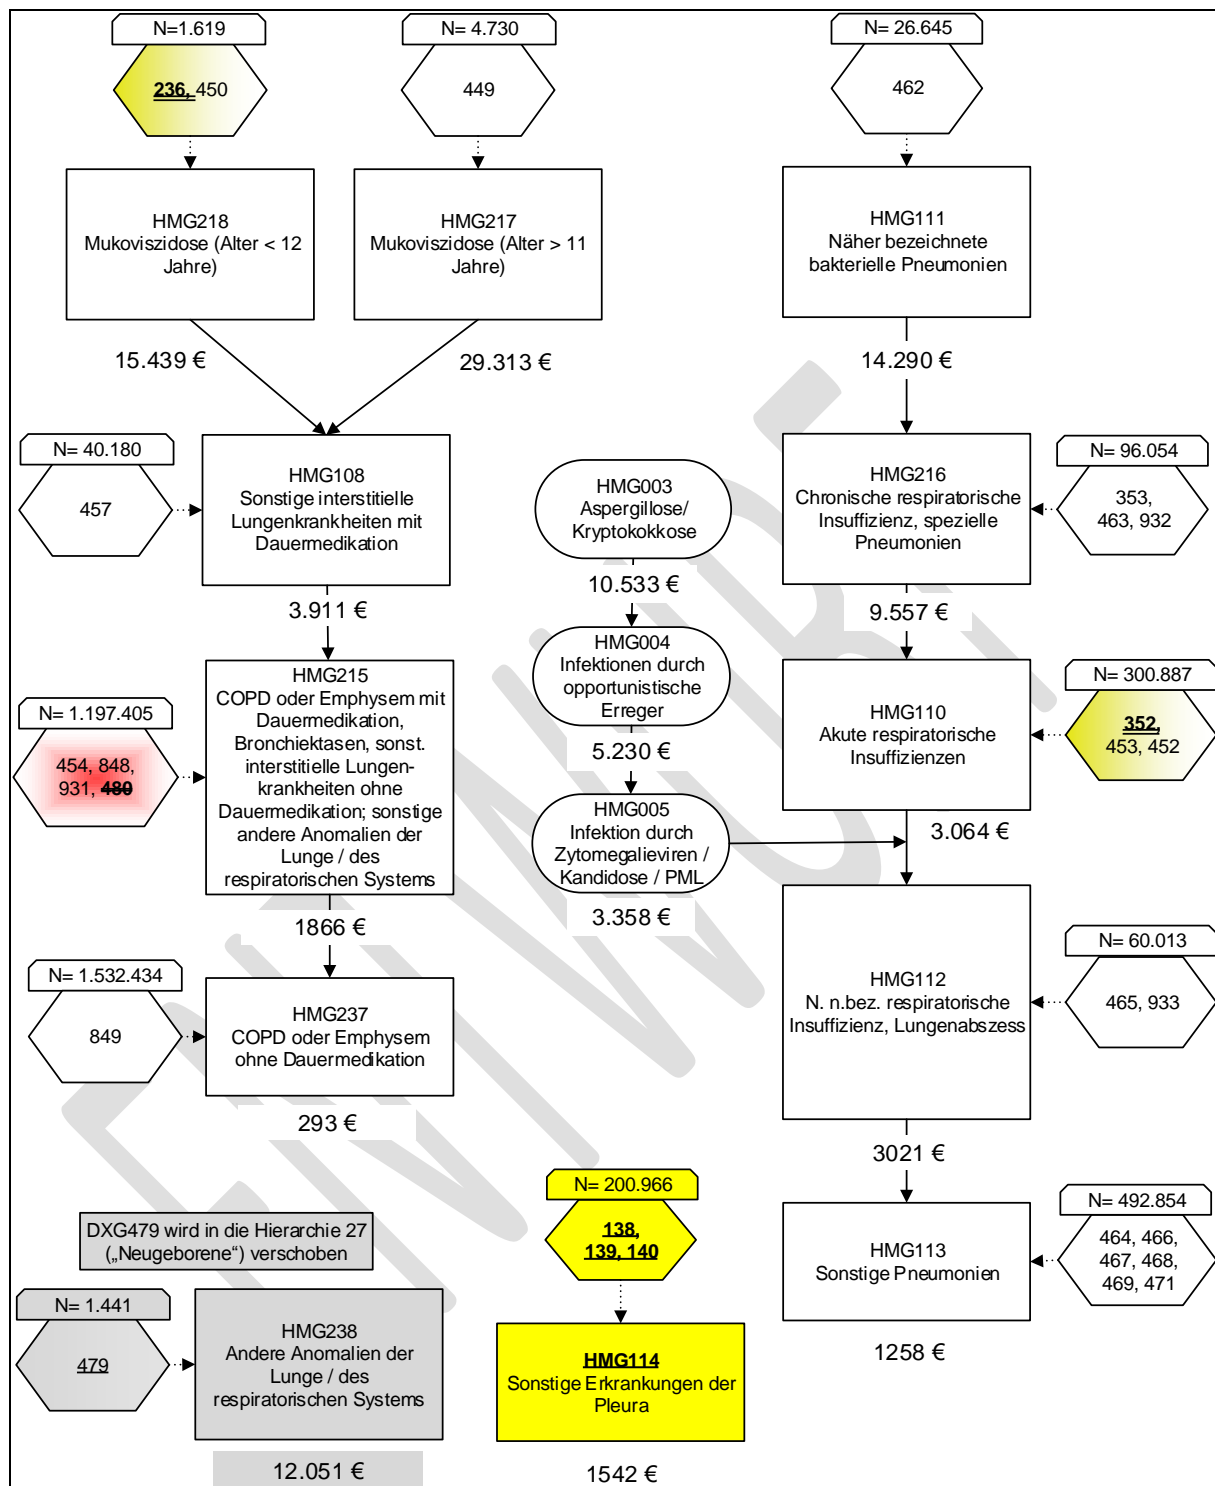 N=1.619
236, 450
HMG218
Mukoviszidose (Alter < 12
Jahre)
15.439 €
N= 4.730
449
HMG217
Mukoviszidose (Alter > 11
Jahre)
29.313 €
N= 26.645
462
HMG111
Näher bezeichnete
bakterielle Pneumonien
14.290 €
N= 40.180
457
HMG108
Sonstige interstitielle
Lungenkrankheiten mit
Dauermedikation
3.911 €
HMG003
Aspergillose/
Kryptokokkose
10.533 €
HMG216
Chronische respiratorische
Insuffizienz, spezielle
Pneumonien
9.557 €
N= 96.054
353,
463, 932
N= 1.197.405
454, 848,
931, 480
HMG215
COPD oder Emphysem mit
Dauermedikation,
Bronchiektasen, sonst.
interstitielle Lungen-
krankheiten ohne
Dauermedikation; sonstige
andere Anomalien der
Lunge / des
respiratorischen Systems
1866 €
HMG004
Infektionen durch
opportunistische
Erreger
5.230 €
HMG005
Infektion durch
Zytomegalieviren /
Kandidose / PML
3.358 €
HMG110
Akute respiratorische
Insuffizienzen
3.064 €
N= 300.887
352,
453, 452
N= 1.532.434
849
HMG237
COPD oder Emphysem
ohne Dauermedikation
293 €
HMG112
N. n.bez. respiratorische
Insuffizienz, Lungenabszess
3021 €
N= 60.013
465, 933
DXG479 wird in die Hierarchie 27
(„Neugeborene“) verschoben
N= 1.441
479
HMG238
Andere Anomalien der
Lunge / des
respiratorischen Systems
12.051 €
N= 200.966
138,
139, 140
HMG114
Sonstige Erkrankungen der
Pleura
1542 €
HMG113
Sonstige Pneumonien
1258 €
N= 492.854
464, 466,
467, 468,
469, 471
ENTWURF